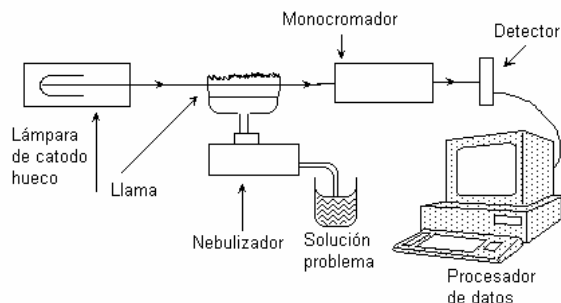 Monocromador
Detector
Lámpara
de catodo
hueco
Llama
Nebulizador
Solución
problema
Procesador
de datos